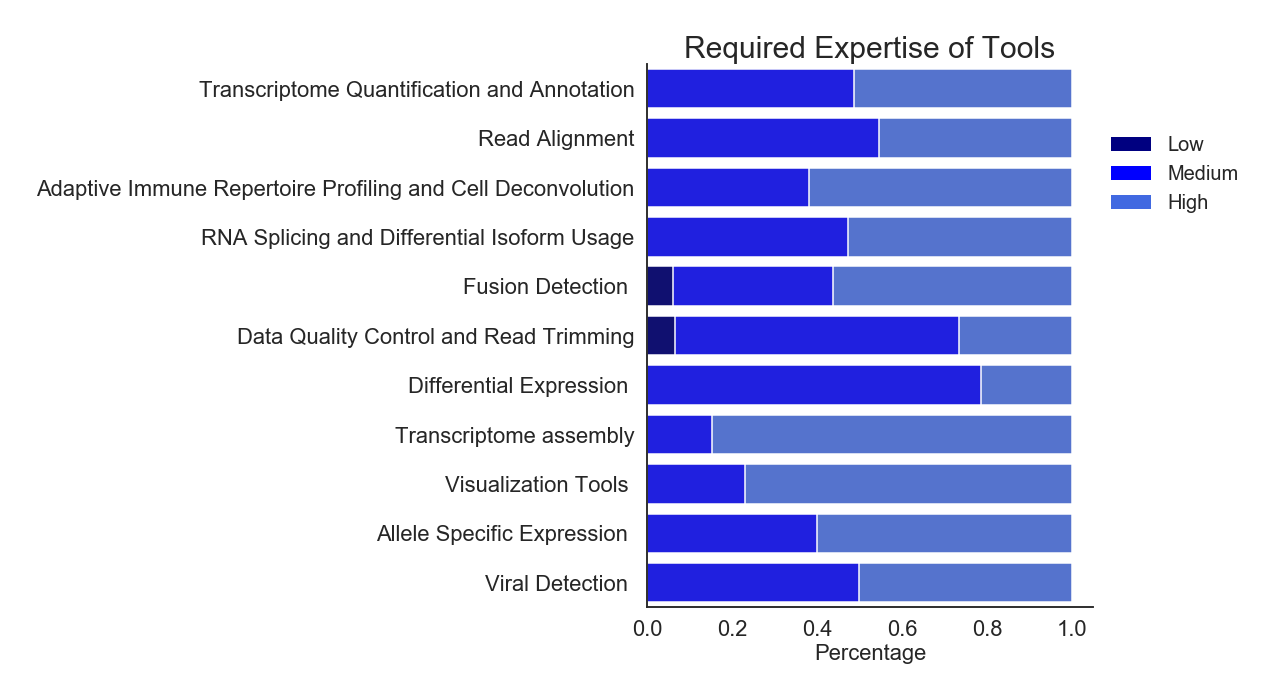 Required Expertise of Tools
Transcriptome Quantification and Annotation
Read Alignment
Adaptive Immune Repertoire Profiling and Cell Deconvolution
RNA Splicing and Differential Isoform Usage
Fusion Detection
Data Quality Control and Read Trimming
Differential Expression
Transcriptome assembly
Visualization Tools
Allele Specific Expression
Viral Detection
0.0 0.2 0.4 0.6 0.8 1.0
Percentage
Low
Medium
High